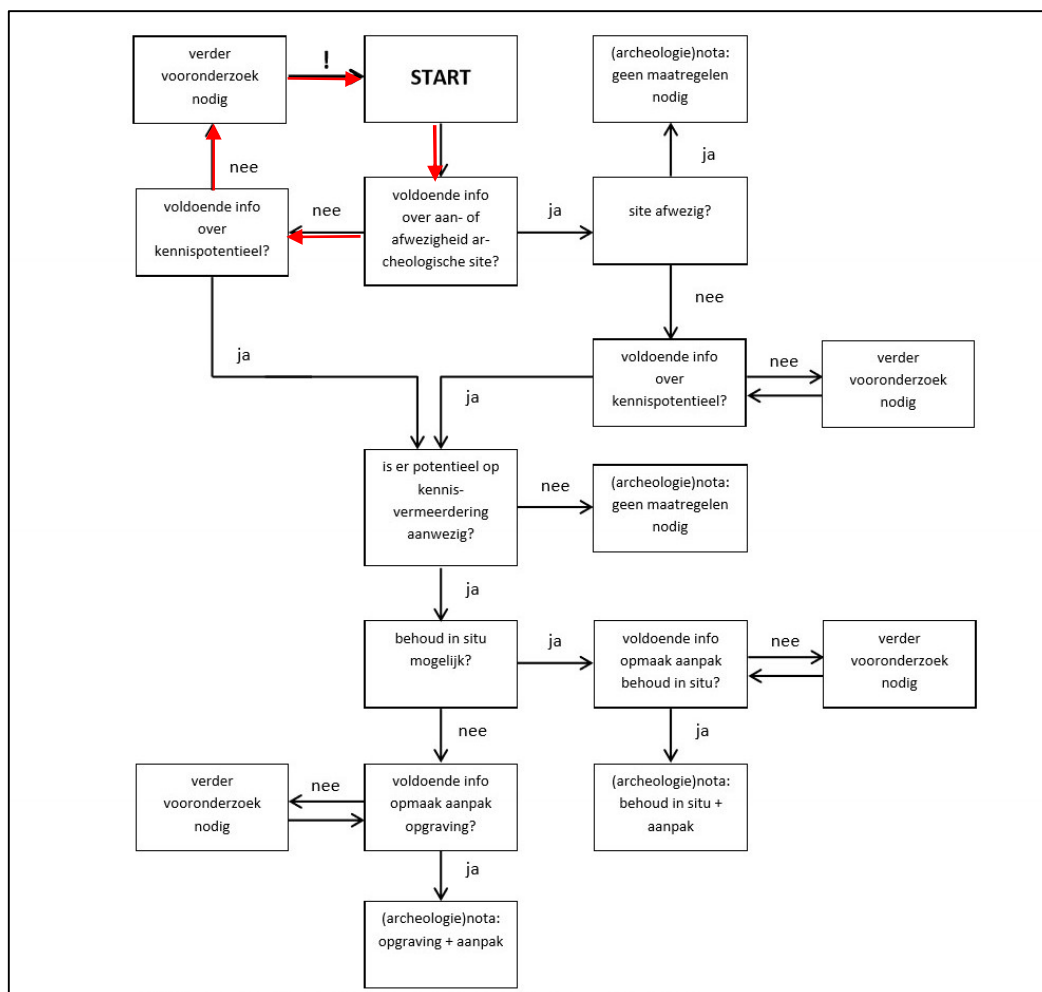 verder
vooronderzoek
nodig
!
START
(archeologie)nota:
geen maatregelen
nodig
nee
ja
voldoende info
over
kennispotentieel?
nee
voldoende info
over aan- of
afwezigheid ar-
cheologische site?
ja
site afwezig?
nee
ja
voldoende info
over
kennispotentieel?
nee
verder
vooronderzoek
nodig
ja
is er potentieel op
kennis-
vermeerdering
aanwezig?
nee
(archeologie)nota:
geen maatregelen
nodig
ja
behoud in situ
mogelijk?
ja
voldoende info
opmaak aanpak
behoud in situ?
nee
verder
vooronderzoek
nodig
nee
ja
verder
vooronderzoek
nodig
nee
voldoende info
opmaak aanpak
opgraving?
(archeologie)nota:
behoud in situ +
aanpak
ja
(archeologie)nota:
opgraving + aanpak